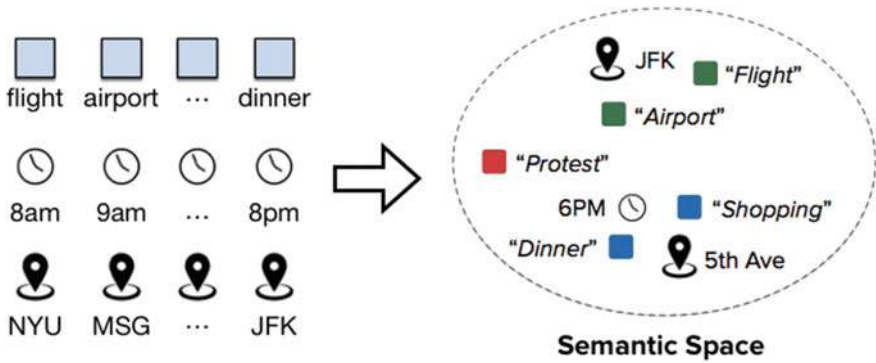 flight airport ... dinner
8am 9am ... 8pm
NYU MSG ... JFK
JFK
"Flight"
"Airport"
"Protest"
6PM
"Shopping"
"Dinner"
5th Ave
Semantic Space